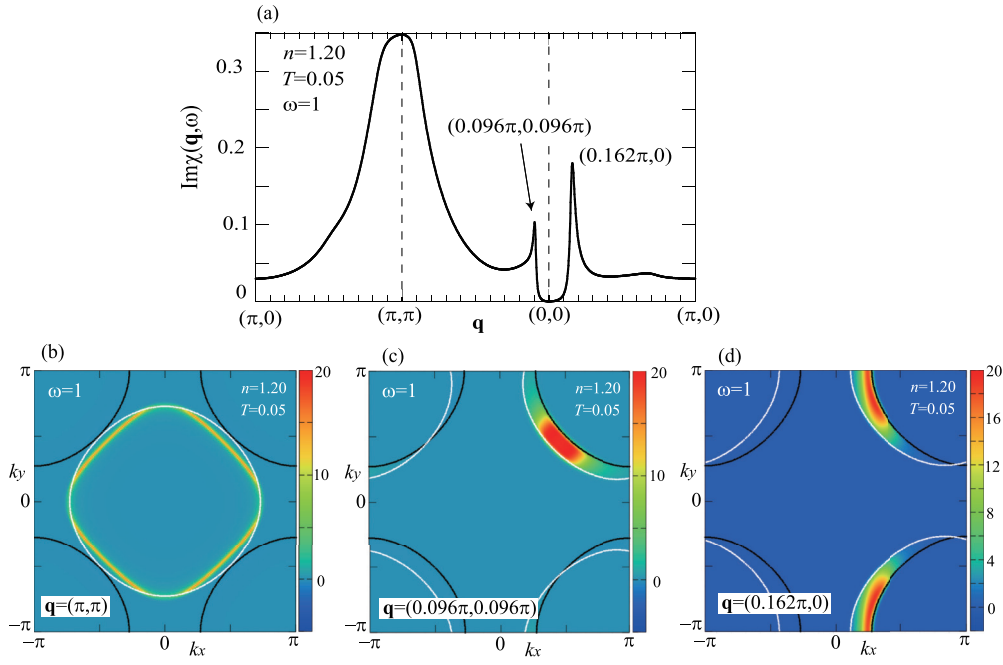 (a)
n=1.20
T=0.05
ω=1
0.3
0.2
0.1
0
Imχ(q,ω)
(0.096π,0.096π)
(0.162π,0)
(π,0)
(π,π)
q
(0,0)
(π,0)
(b)
ω=1
n=1.20
T=0.05
q=(π,π)
π
ky
0
−π
−π
0
kx
π
20
10
0
(c)
ω=1
n=1.20
T=0.05
q=(0.096π,0.096π)
π
ky
0
−π
−π
0
kx
π
20
10
0
(d)
ω=1
n=1.20
T=0.05
q=(0.162π,0)
π
ky
0
−π
−π
0
kx
π
20
16
12
8
4
0